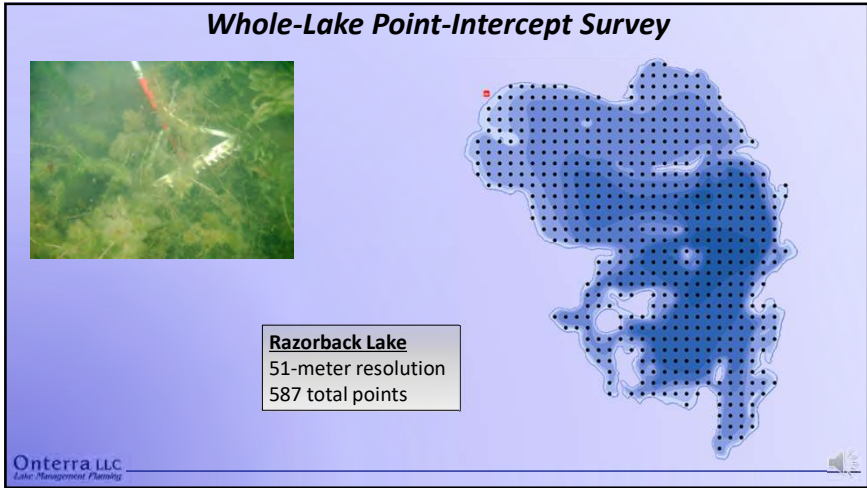 Whole-Lake Point-Intercept Survey
Razorback Lake
51-meter resolution
587 total points
Onterra LLC
Lake Management Planning